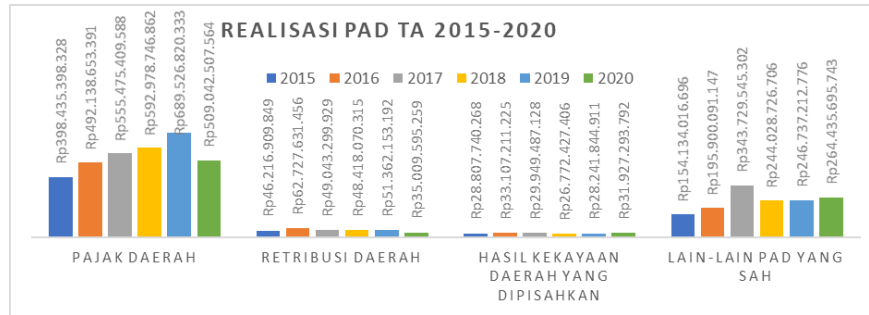 REALISASI PAD TA 2015-2020
2015 2016 2017 2018 2019 2020
Rp398.435.398.328
Rp492.138.653.391
Rp555.475.409.588
Rp592.978.746.862
Rp689.526.820.333
Rp509.042.507.564
Rp46.216.909.849
Rp62.727.631.456
Rp49.043.299.929
Rp48.418.070.315
Rp51.362.153.192
Rp35.009.595.259
Rp28.807.740.268
Rp33.107.211.225
Rp29.949.487.128
Rp26.772.427.406
Rp28.241.844.911
Rp31.927.293.792
Rp154.134.016.696
Rp195.900.091.147
Rp343.729.545.302
Rp244.028.726.706
Rp246.737.212.776
Rp264.435.695.743
PAJAK DAERAH
RETRIBUSI DAERAH
HASIL KEKAYAAN
DAERAH YANG
DIPISAHKAN
LAIN-LAIN PAD YANG
SAH